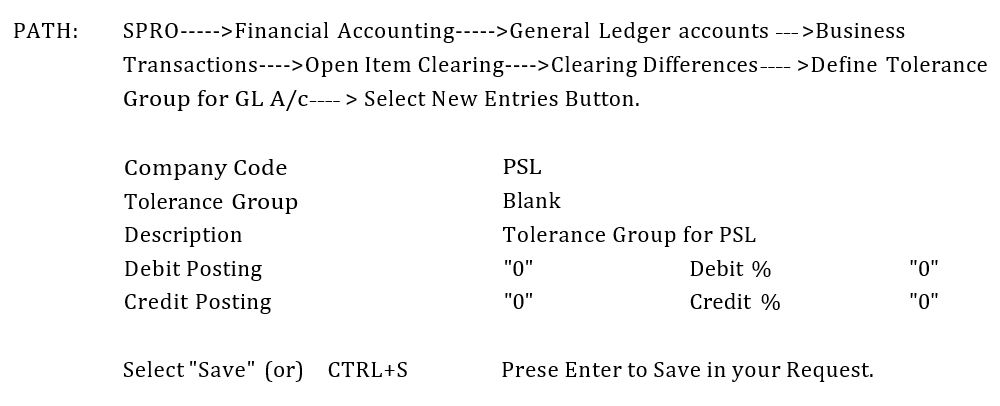 PATH: SPRO----->Financial Accounting----->General Ledger accounts --->Business
Transactions---->Open Item Clearing---->Clearing Differences---- >Define Tolerance
Group for GL A/c---- > Select New Entries Button.
Company Code PSL
Tolerance Group Blank
Description Tolerance Group for PSL
Debit Posting "0" Debit % "0"
Credit Posting "0" Credit % "0"
Select "Save" (or) CTRL+S Prese Enter to Save in your Request.